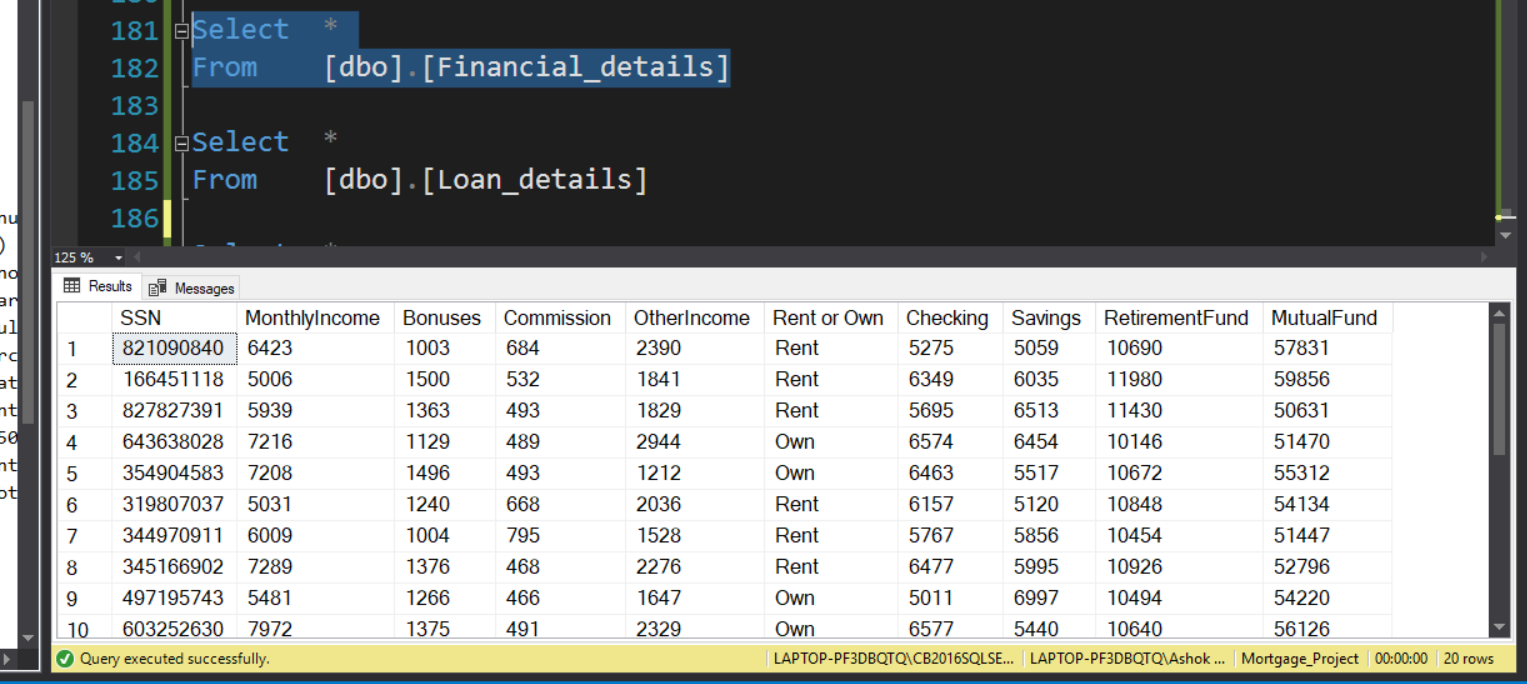 181 Select *
182 From [dbo].[Financial_details]
183
184 Select *
185 From [dbo].[Loan_details]
186
125 %
Results Messages
SSN MonthlyIncome Bonuses Commission OtherIncome Rent or Own Checking Savings RetirementFund MutualFund
1 821090840 6423 1003 684 2390 Rent 5275 5059 10690 57831
2 166451118 5006 1500 532 1841 Rent 6349 6035 11980 59856
3 827827391 5939 1363 493 1829 Rent 5695 6513 11430 50631
4 643638028 7216 1129 489 2944 Own 6574 6454 10146 51470
5 354904583 7208 1496 493 1212 Own 6463 5517 10672 55312
6 319807037 5031 1240 668 2036 Rent 6157 5120 10848 54134
7 344970911 6009 1004 795 1528 Rent 5767 5856 10454 51447
8 345166902 7289 1376 468 2276 Rent 6477 5995 10926 52796
9 497195743 5481 1266 466 1647 Own 5011 6997 10494 54220
10 603252630 7972 1375 491 2329 Own 6577 5440 10640 56126
Query executed successfully. LAPTOP-PF3DBQTQ\CB2016SQLSE... LAPTOP-PF3DBQTQ\Ashok ... Mortgage_Project 00:00:00 20 rows